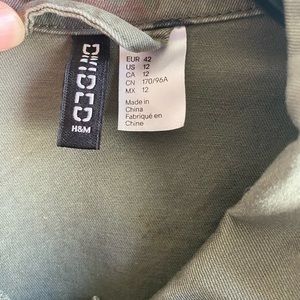 DIVIDED
H&M
EUR 42
US 12
CA 12
CN 170/96A
MX 12
Made in
China
Fabriqué en
Chine